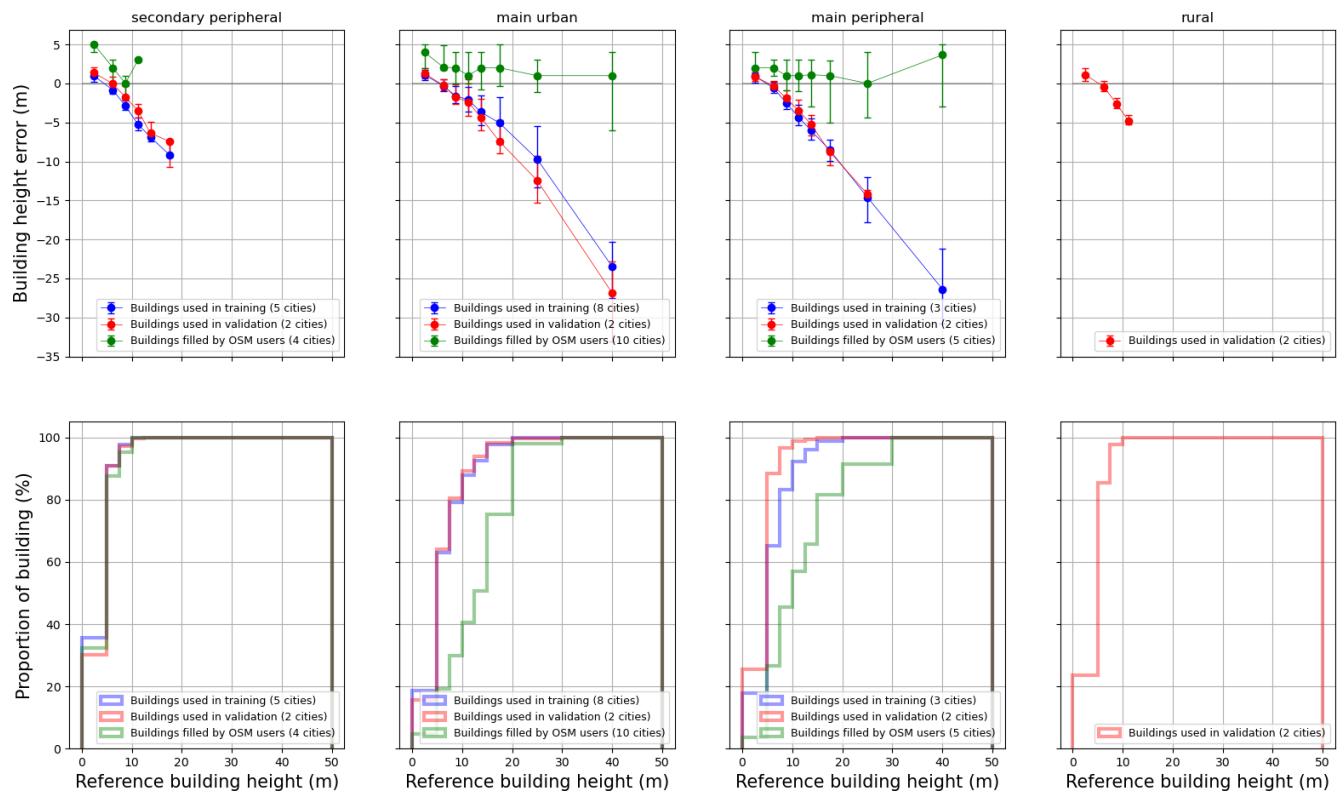 secondary peripheral
main urban
main peripheral
rural
Building height error (m)
5
0
−5
−10
−15
−20
−25
−30
−35
Buildings used in training (5 cities)
Buildings used in validation (2 cities)
Buildings filled by OSM users (4 cities)
Buildings used in training (8 cities)
Buildings used in validation (2 cities)
Buildings filled by OSM users (10 cities)
Buildings used in training (3 cities)
Buildings used in validation (2 cities)
Buildings filled by OSM users (5 cities)
Buildings used in validation (2 cities)
Proportion of building (%)
100
80
60
40
20
0
Buildings used in training (5 cities)
Buildings used in validation (2 cities)
Buildings filled by OSM users (4 cities)
Buildings used in training (8 cities)
Buildings used in validation (2 cities)
Buildings filled by OSM users (10 cities)
Buildings used in training (3 cities)
Buildings used in validation (2 cities)
Buildings filled by OSM users (5 cities)
Buildings used in validation (2 cities)
0 10 20 30 40 50
0 10 20 30 40 50
0 10 20 30 40 50
0 10 20 30 40 50
Reference building height (m)
Reference building height (m)
Reference building height (m)
Reference building height (m)